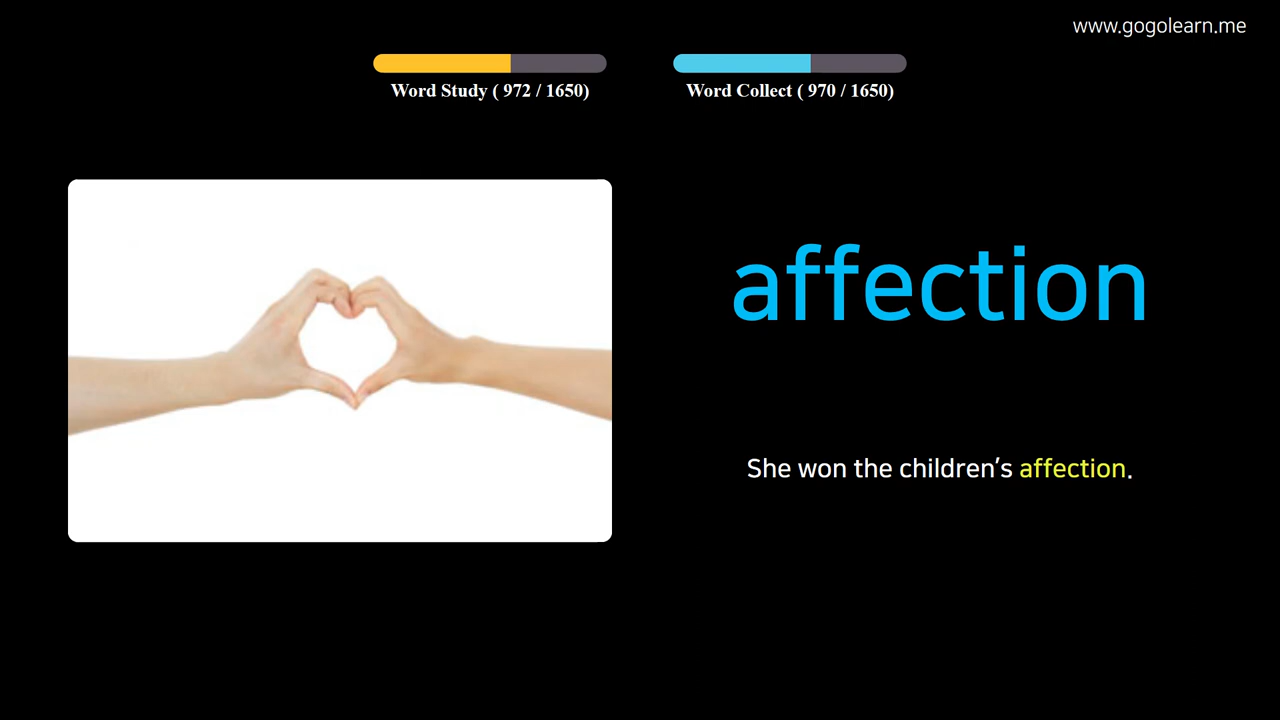 www.gogolearn.me
Word Study ( 972 / 1650)
Word Collect ( 970 / 1650)
affection
She won the children’s affection.